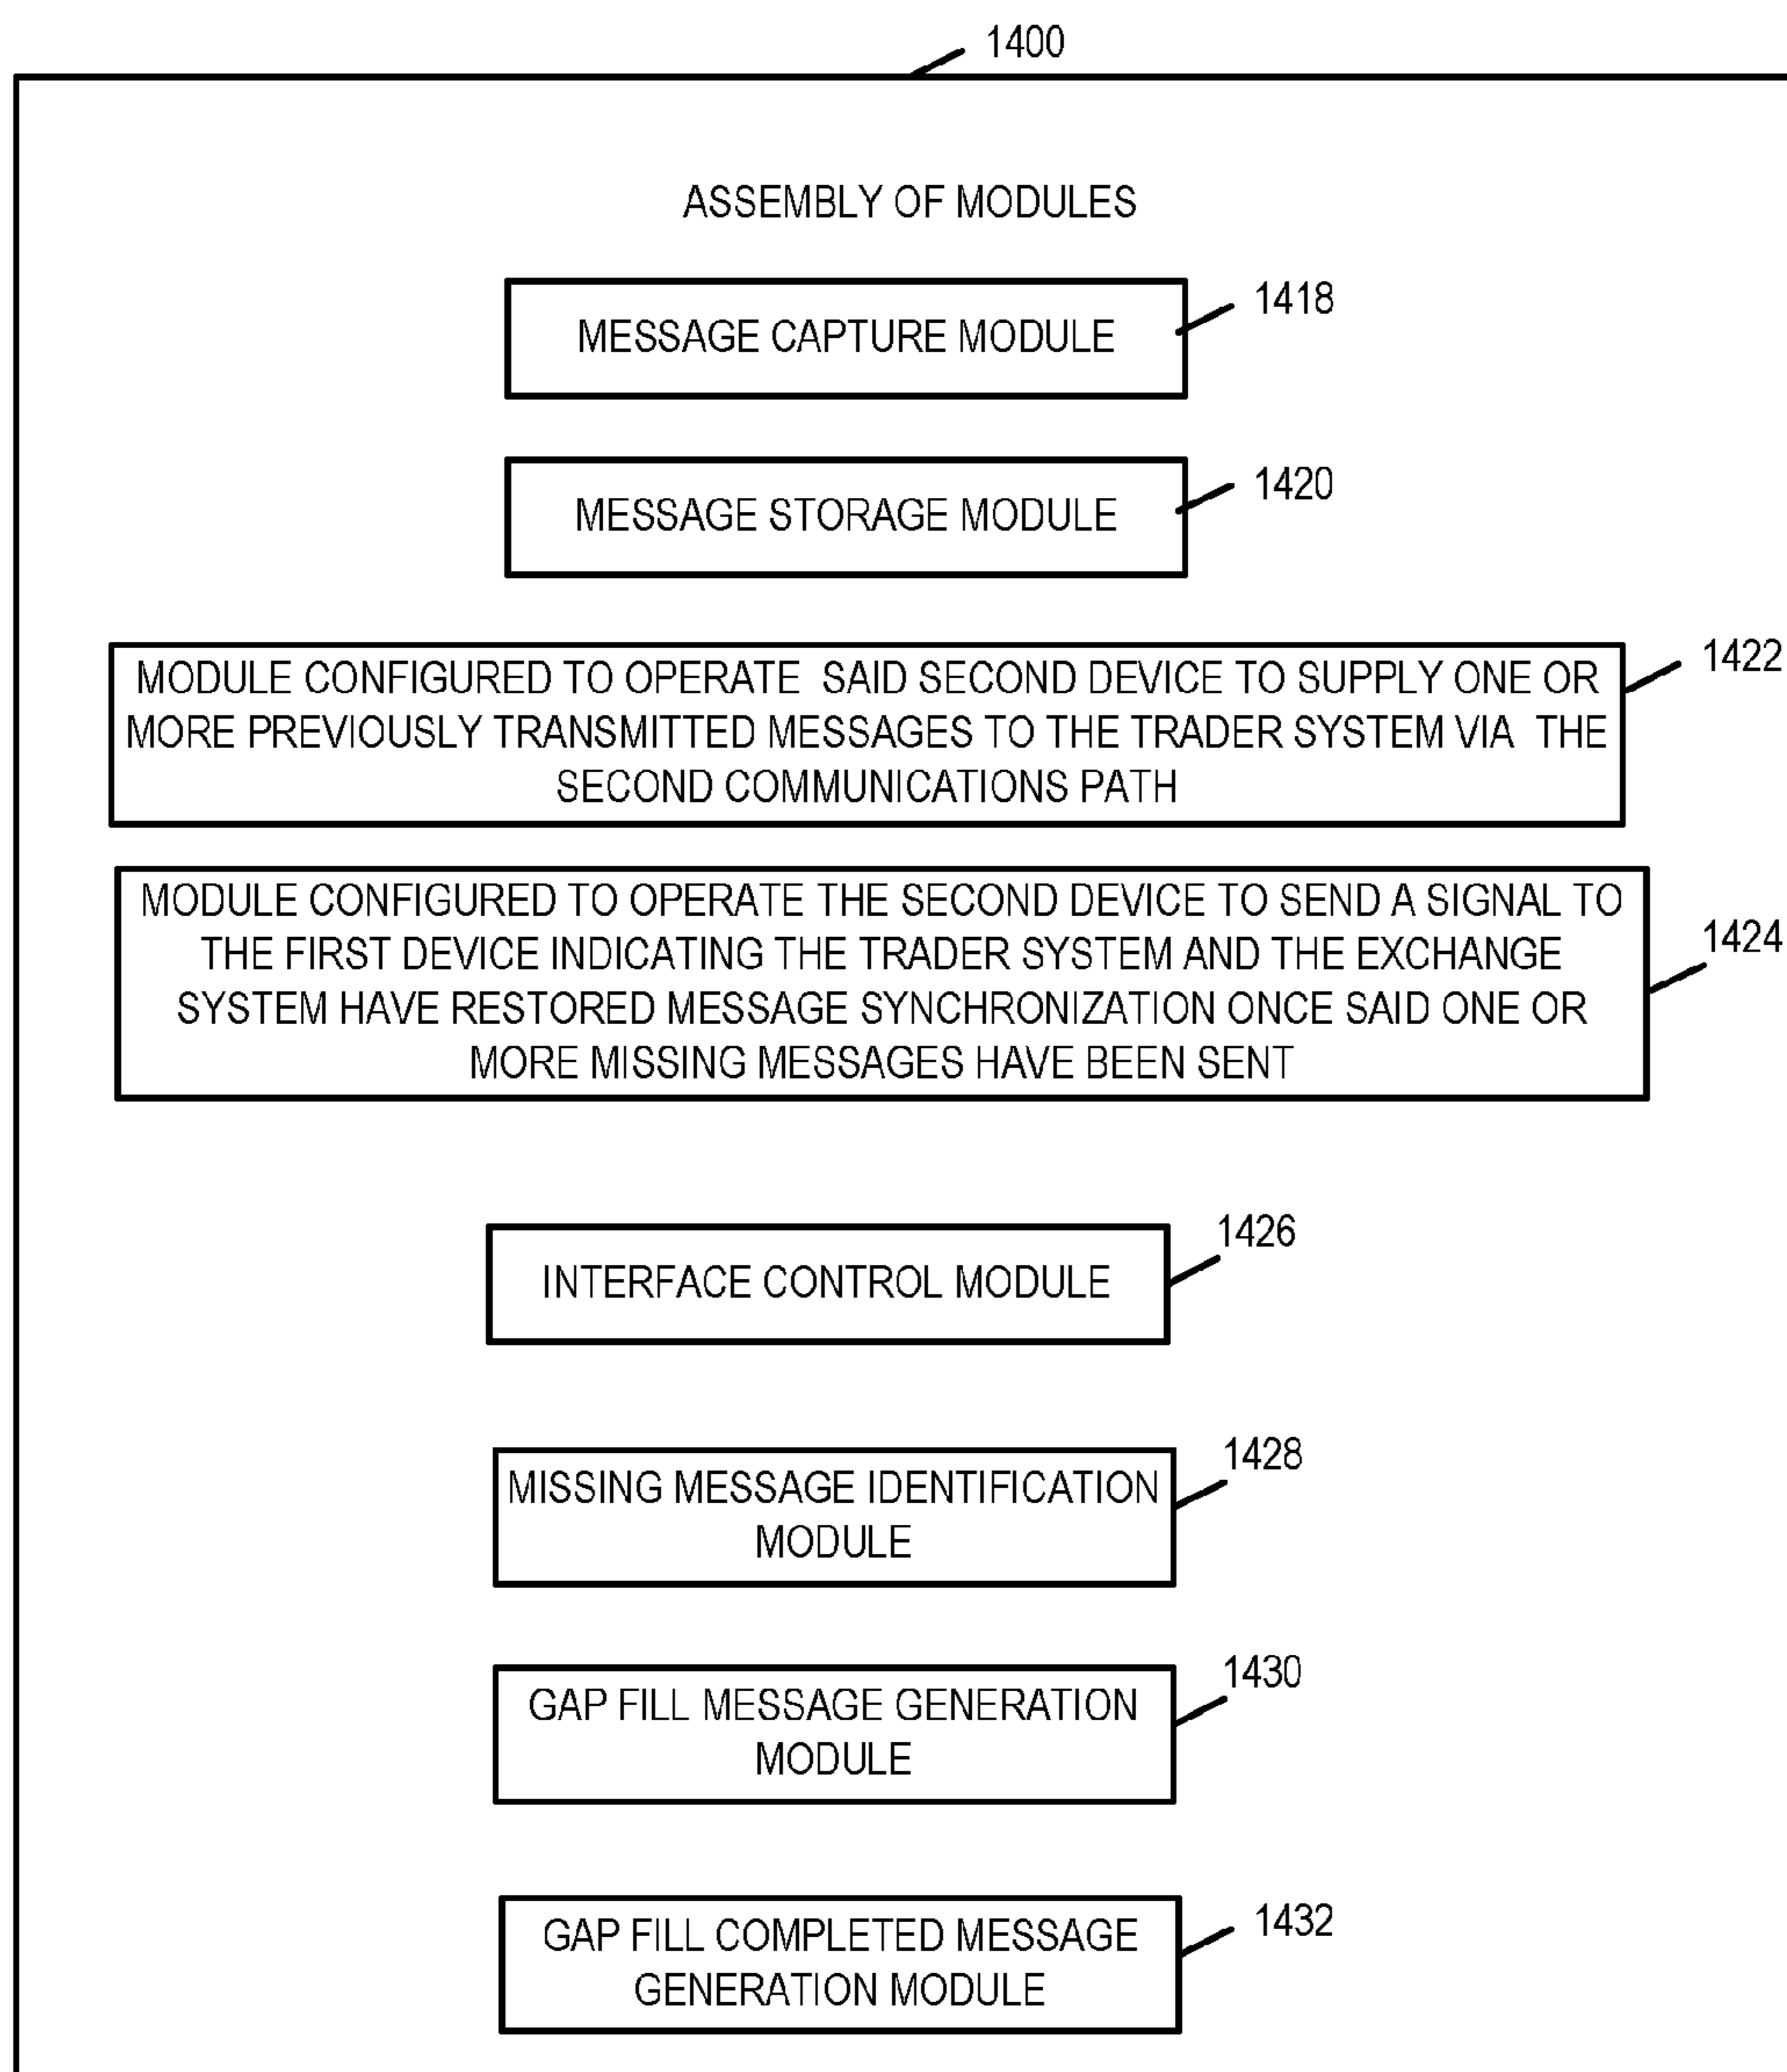 1400
ASSEMBLY OF MODULES
MESSAGE CAPTURE MODULE
1418
MESSAGE STORAGE MODULE
1420
MODULE CONFIGURED TO OPERATE SAID SECOND DEVICE TO SUPPLY ONE OR
MORE PREVIOUSLY TRANSMITTED MESSAGES TO THE TRADER SYSTEM VIA THE
SECOND COMMUNICATIONS PATH
1422
MODULE CONFIGURED TO OPERATE THE SECOND DEVICE TO SEND A SIGNAL TO
THE FIRST DEVICE INDICATING THE TRADER SYSTEM AND THE EXCHANGE
SYSTEM HAVE RESTORED MESSAGE SYNCHRONIZATION ONCE SAID ONE OR
MORE MISSING MESSAGES HAVE BEEN SENT
1424
INTERFACE CONTROL MODULE
1426
MISSING MESSAGE IDENTIFICATION
MODULE
1428
GAP FILL MESSAGE GENERATION
MODULE
1430
GAP FILL COMPLETED MESSAGE
GENERATION MODULE
1432